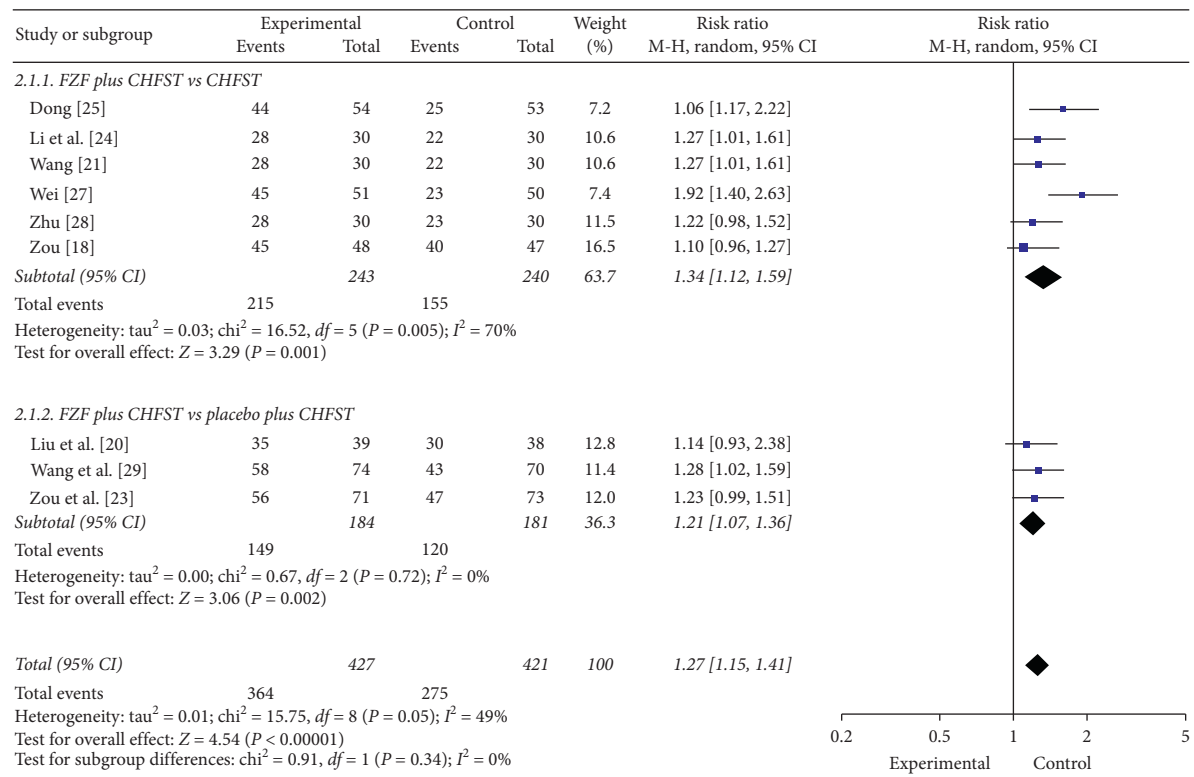 Study or subgroup Experimental Control Weight Risk ratio Risk ratio
Events Total Events Total (%) M-H, random, 95% CI M-H, random, 95% CI
2.1.1. FZF plus CHFST vs CHFST
Dong [25] 44 54 25 53 7.2 1.06 [1.17, 2.22]
Li et al. [24] 28 30 22 30 10.6 1.27 [1.01, 1.61]
Wang [21] 28 30 22 30 10.6 1.27 [1.01, 1.61]
Wei [27] 45 51 23 50 7.4 1.92 [1.40, 2.63]
Zhu [28] 28 30 23 30 11.5 1.22 [0.98, 1.52]
Zou [18] 45 48 40 47 16.5 1.10 [0.96, 1.27]
Subtotal (95% CI) 243 240 63.7 1.34 [1.12, 1.59]
Total events 215 155
Heterogeneity: tau² = 0.03; chi² = 16.52, df = 5 (P = 0.005); I² = 70%
Test for overall effect: Z = 3.29 (P = 0.001)
2.1.2. FZF plus CHFST vs placebo plus CHFST
Liu et al. [20] 35 39 30 38 12.8 1.14 [0.93, 2.38]
Wang et al. [29] 58 74 43 70 11.4 1.28 [1.02, 1.59]
Zou et al. [23] 56 71 47 73 12.0 1.23 [0.99, 1.51]
Subtotal (95% CI) 184 181 36.3 1.21 [1.07, 1.36]
Total events 149 120
Heterogeneity: tau² = 0.00; chi² = 0.67, df = 2 (P = 0.72); I² = 0%
Test for overall effect: Z = 3.06 (P = 0.002)
Total (95% CI) 427 421 100 1.27 [1.15, 1.41]
Total events 364 275
Heterogeneity: tau² = 0.01; chi² = 15.75, df = 8 (P = 0.05); I² = 49%
Test for overall effect: Z = 4.54 (P < 0.00001)
Test for subgroup differences: chi² = 0.91, df = 1 (P = 0.34); I² = 0%
0.2 0.5 1 2 5
Experimental Control